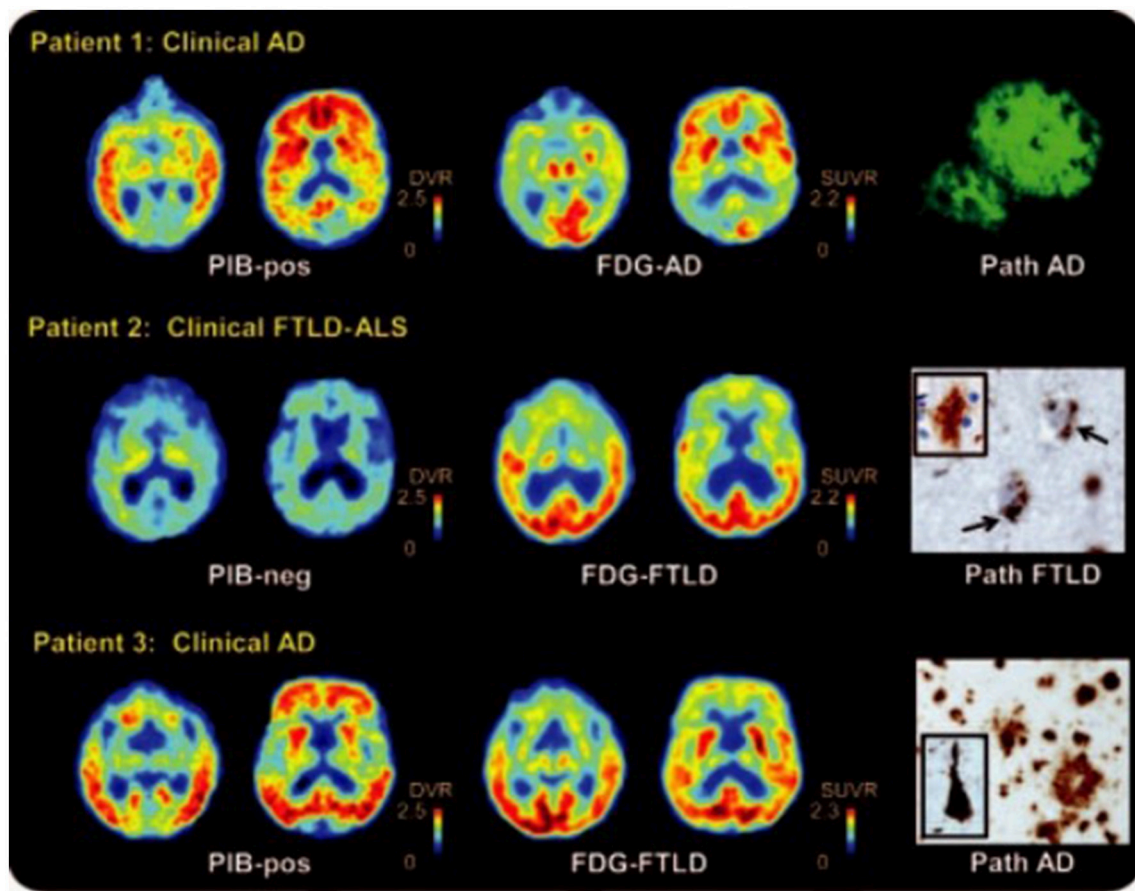 Patient 1: Clinical AD
DVR
2.5
0
PIB-pos
SUVR
2.2
0
FDG-AD
Path AD
Patient 2: Clinical FTLD-ALS
DVR
2.5
0
PIB-neg
SUVR
2.2
0
FDG-FTLD
Path FTLD
Patient 3: Clinical AD
DVR
2.5
0
PIB-pos
SUVR
2.3
0
FDG-FTLD
Path AD